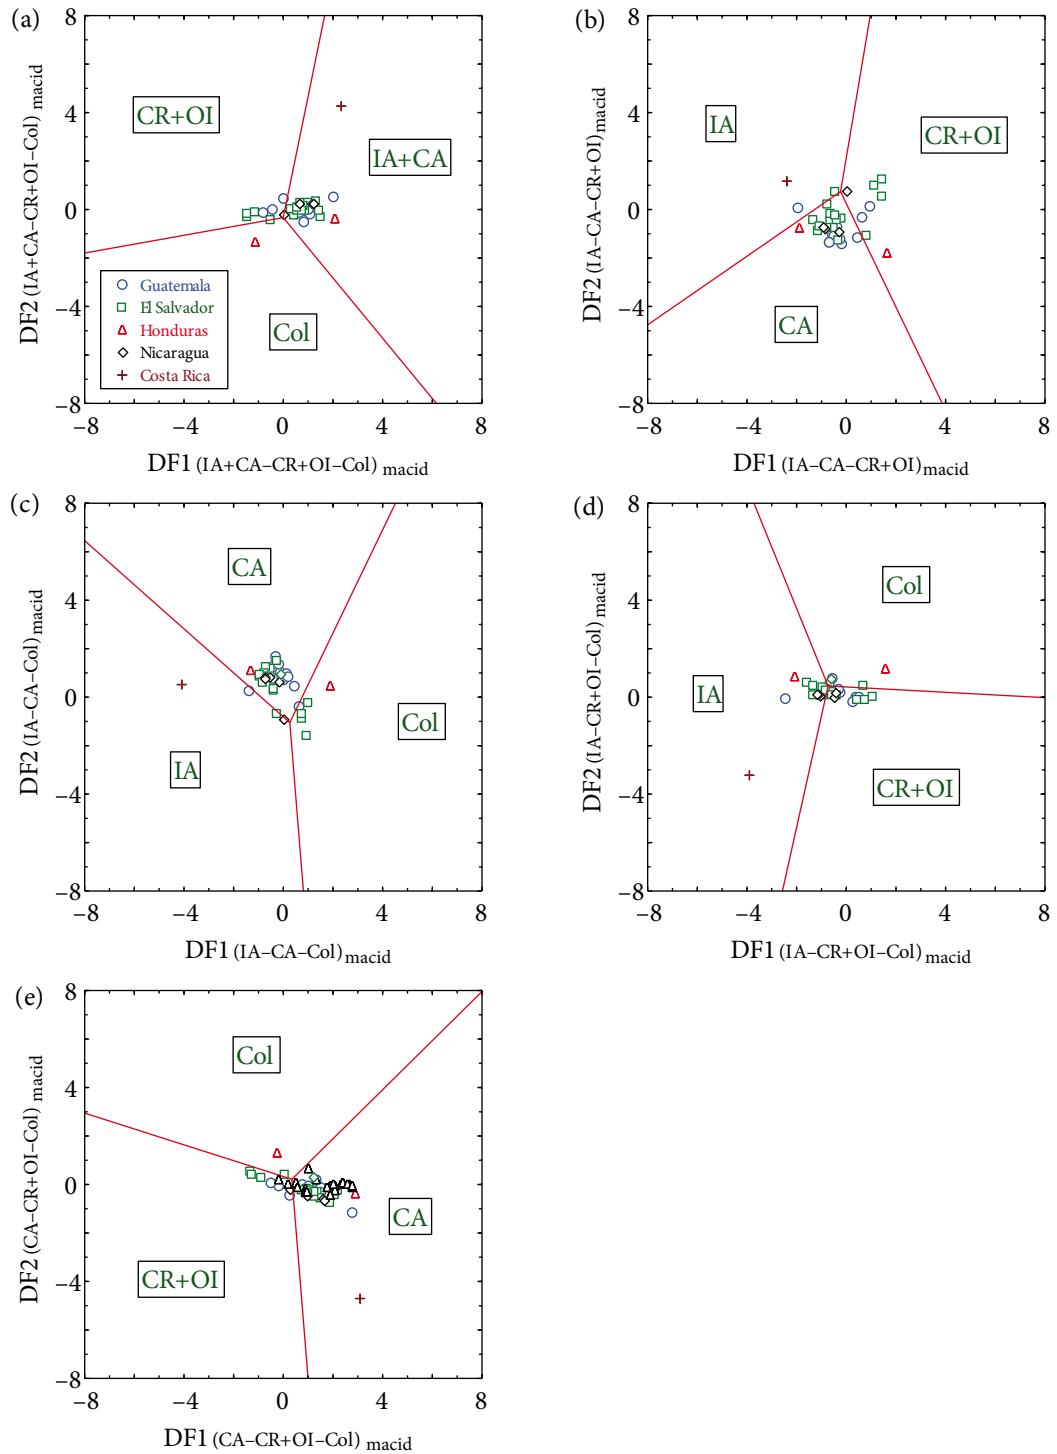 (a)
8
4
0
−4
−8
DF2 (IA+CA–CR+OI–Col) macid
CR+OI
IA+CA
Col
Guatemala
El Salvador
Honduras
Nicaragua
Costa Rica
−8 −4 0 4 8
DF1 (IA+CA–CR+OI–Col) macid
(b)
8
4
0
−4
−8
DF2 (IA–CA–CR+OI) macid
IA
CR+OI
CA
−8 −4 0 4 8
DF1 (IA–CA–CR+OI) macid
(c)
8
4
0
−4
−8
DF2 (IA–CA–Col) macid
CA
Col
IA
−8 −4 0 4 8
DF1 (IA–CA–Col) macid
(d)
8
4
0
−4
−8
DF2 (IA–CR+OI–Col) macid
Col
IA
CR+OI
−8 −4 0 4 8
DF1 (IA–CR+OI–Col) macid
(e)
8
4
0
−4
−8
DF2 (CA–CR+OI–Col) macid
Col
CA
CR+OI
−8 −4 0 4 8
DF1 (CA–CR+OI–Col) macid